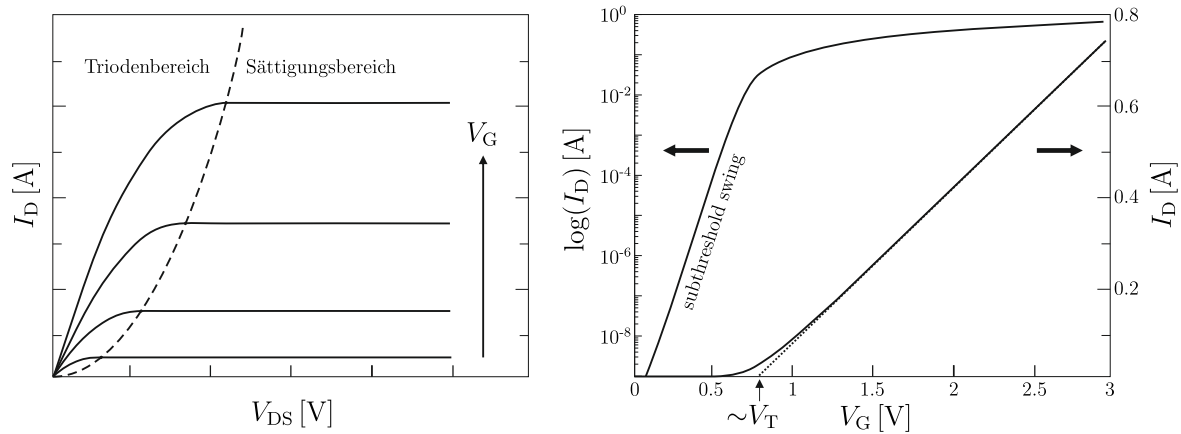 Triodenbereich
Sättigungsbereich
V_G
I_D [A]
V_DS [V]
10^0
10^-2
10^-4
10^-6
10^-8
log(I_D) [A]
subthreshold swing
0.8
0.6
0.4
0.2
I_D [A]
0
0.5
1
1.5
2
2.5
3
∼V_T
V_G [V]